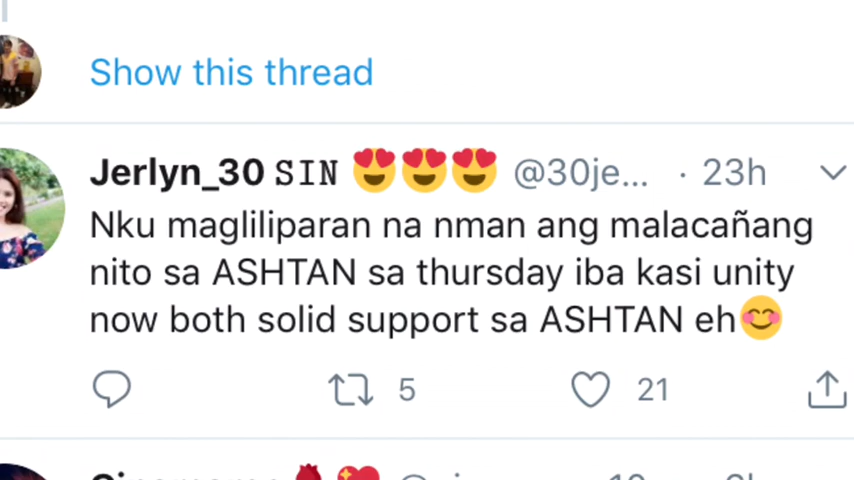 Show this thread
Jerlyn_30 SIN 😍😍😍 @30je... · 23h
Nku magliliparan na nman ang malacañang
nito sa ASHTAN sa thursday iba kasi unity
now both solid support sa ASHTAN eh😊
5 21